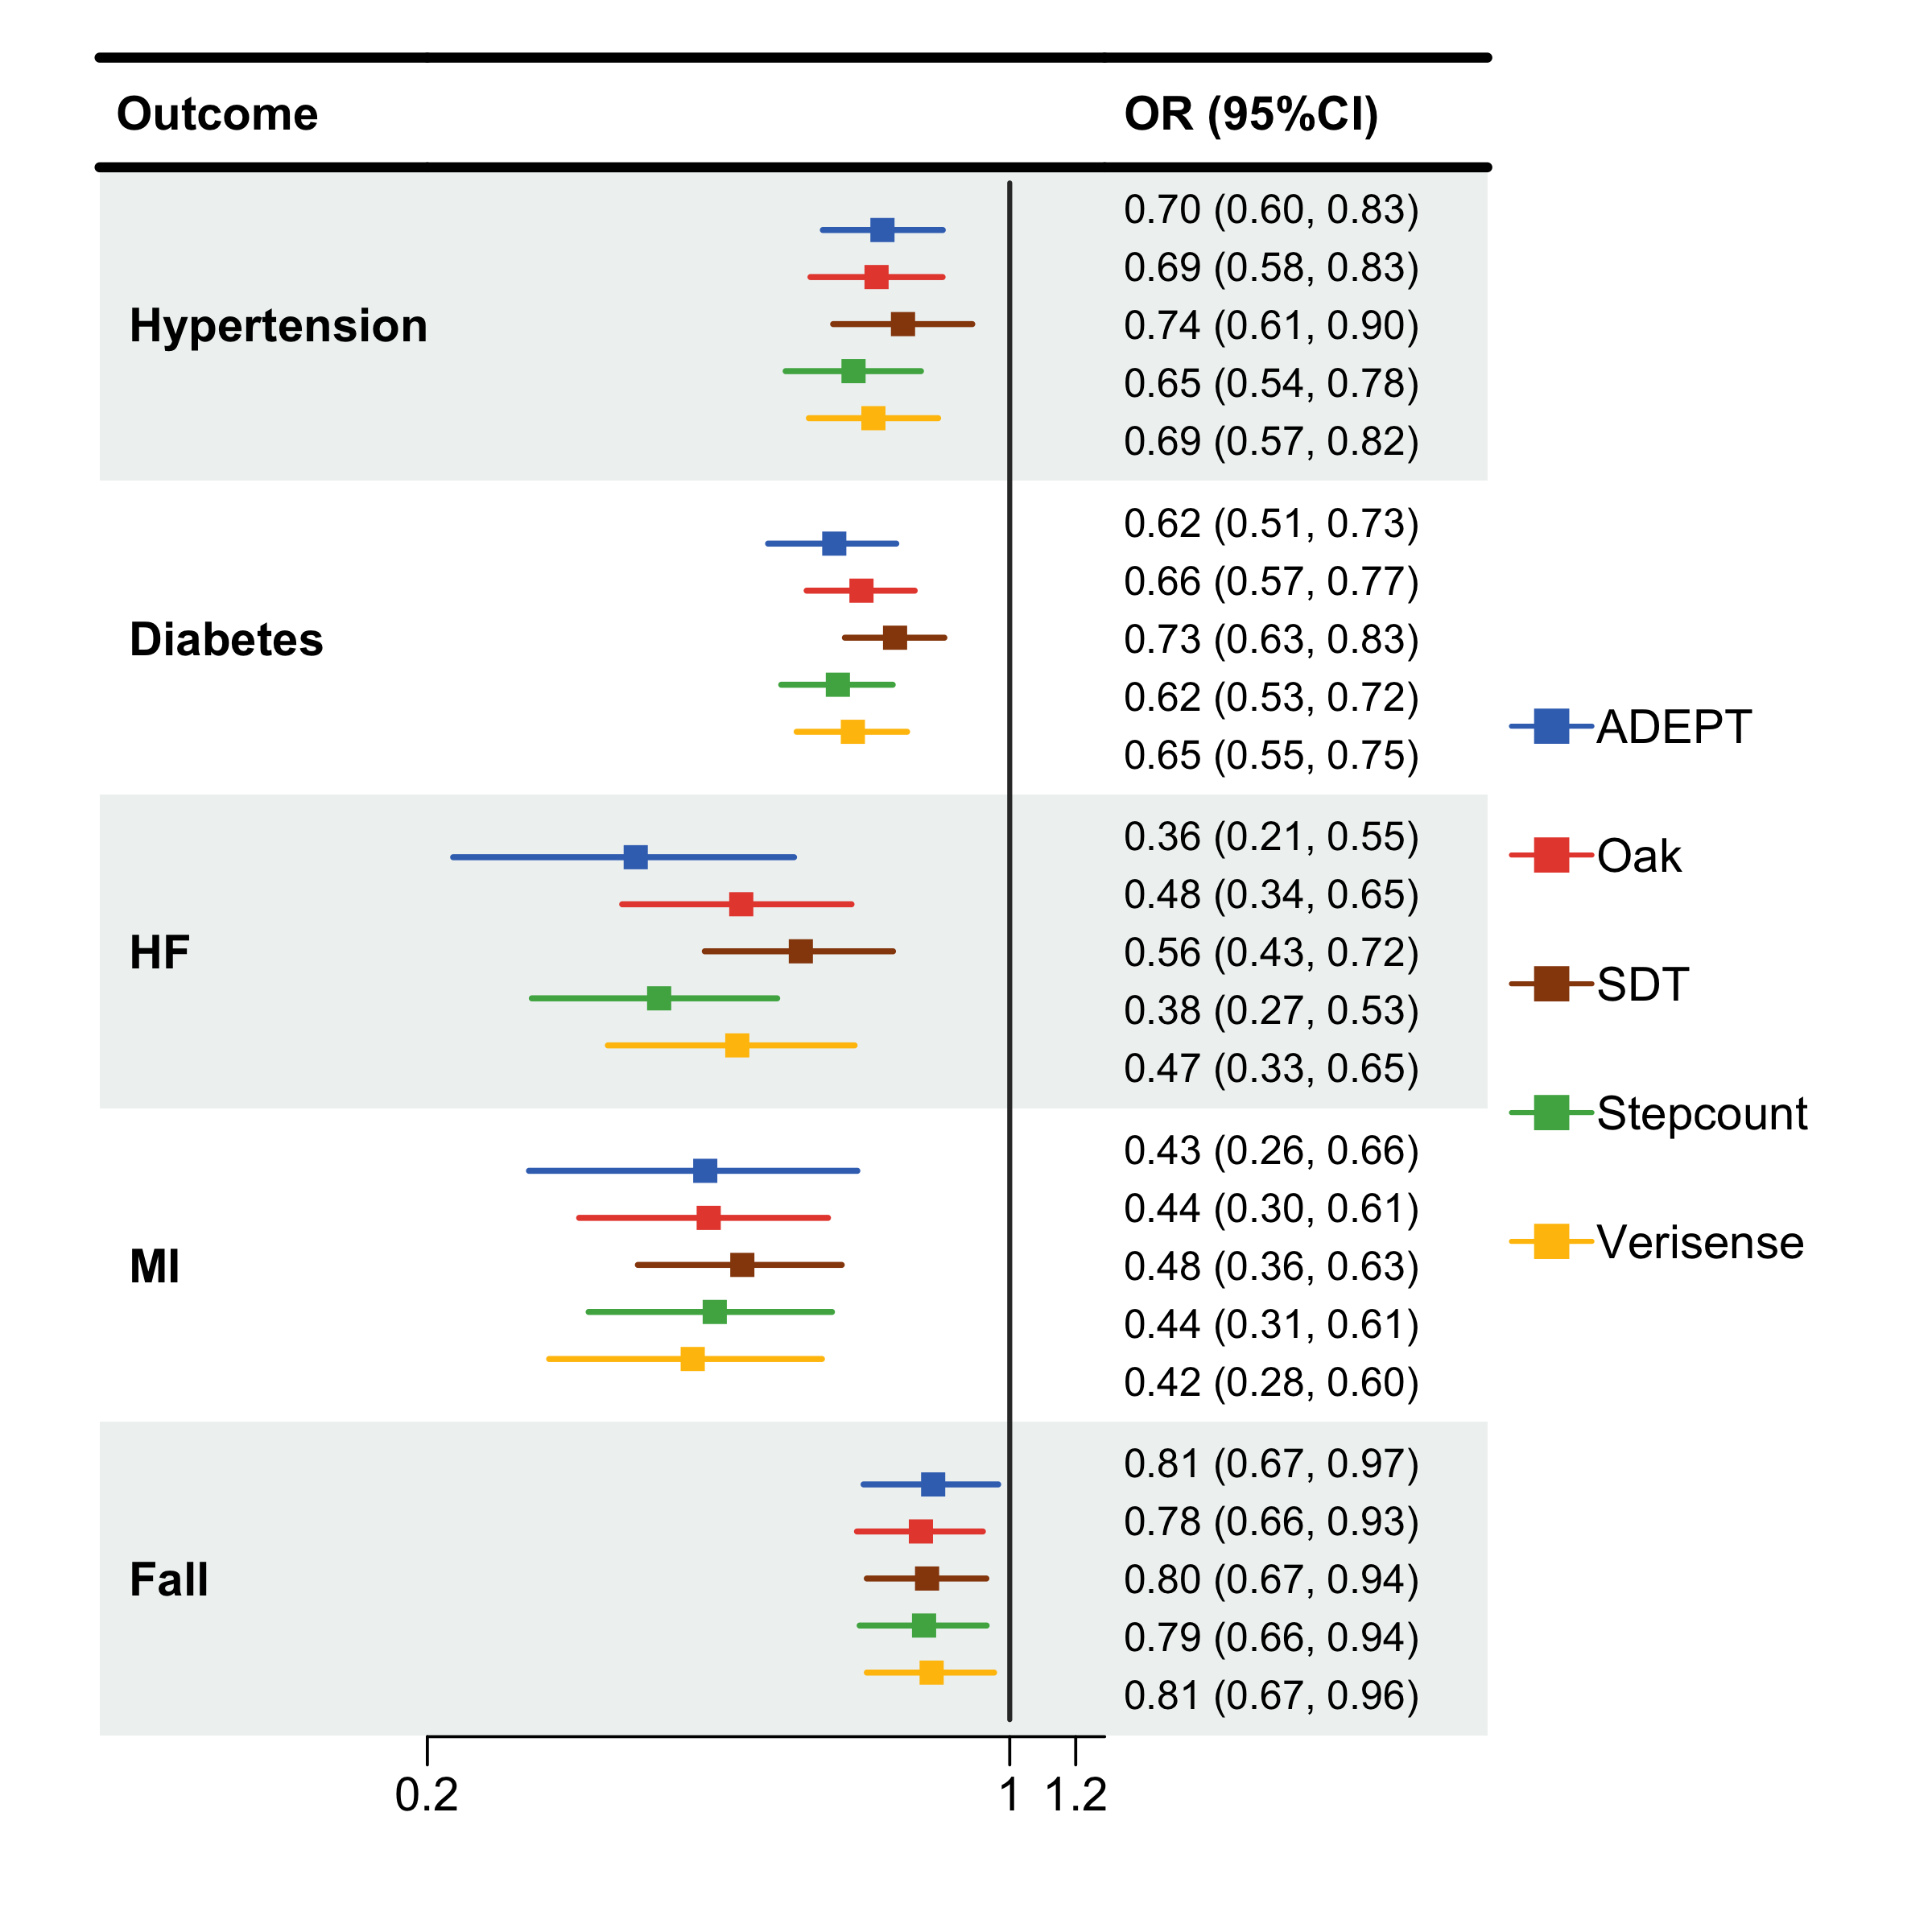 Outcome OR (95%CI)
Hypertension
0.70 (0.60, 0.83)
0.69 (0.58, 0.83)
0.74 (0.61, 0.90)
0.65 (0.54, 0.78)
0.69 (0.57, 0.82)
Diabetes
0.62 (0.51, 0.73)
0.66 (0.57, 0.77)
0.73 (0.63, 0.83)
0.62 (0.53, 0.72)
0.65 (0.55, 0.75)
HF
0.36 (0.21, 0.55)
0.48 (0.34, 0.65)
0.56 (0.43, 0.72)
0.38 (0.27, 0.53)
0.47 (0.33, 0.65)
MI
0.43 (0.26, 0.66)
0.44 (0.30, 0.61)
0.48 (0.36, 0.63)
0.44 (0.31, 0.61)
0.42 (0.28, 0.60)
Fall
0.81 (0.67, 0.97)
0.78 (0.66, 0.93)
0.80 (0.67, 0.94)
0.79 (0.66, 0.94)
0.81 (0.67, 0.96)
0.2 1 1.2
ADEPT
Oak
SDT
Stepcount
Verisense